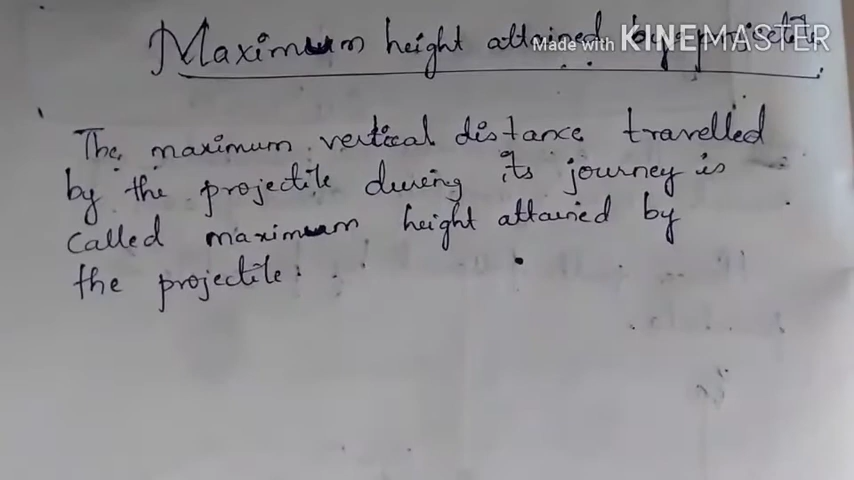 Maximum height attained by projectile
Made with KINEMASTER
The maximum vertical distance travelled
by the projectile during its journey is
called maximum height attained by
the projectile.